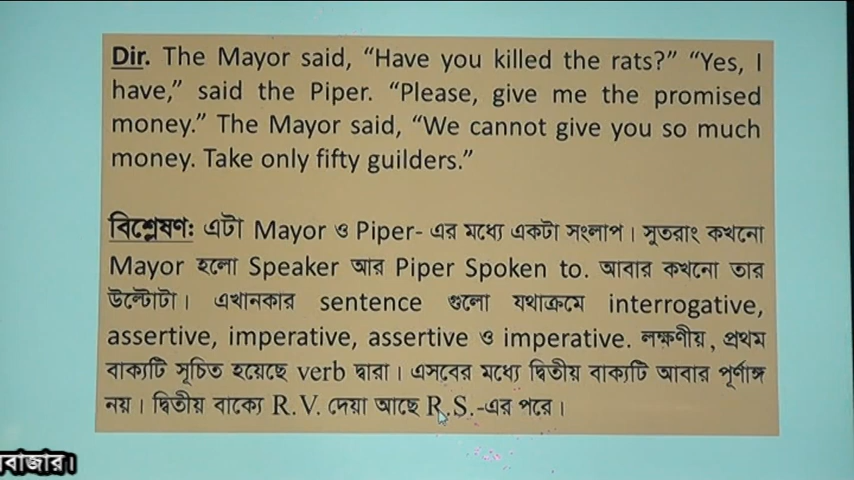 Dir. The Mayor said, “Have you killed the rats?” “Yes, I
have,” said the Piper. “Please, give me the promised
money.” The Mayor said, “We cannot give you so much
money. Take only fifty guilders.”
বিশ্লেষণ: এটা Mayor ও Piper- এর মধ্যে একটা সংলাপ। সুতরাং কখনো
Mayor হলো Speaker আর Piper Spoken to. আবার কখনো তার
উল্টোটা। এখানকার sentence গুলো যথাক্রমে interrogative,
assertive, imperative, assertive ও imperative. লক্ষণীয়, প্রথম
বাক্যটি সূচিত হয়েছে verb দ্বারা। এসবের মধ্যে দ্বিতীয় বাক্যটি আবার পূর্ণাঙ্গ
নয়। দ্বিতীয় বাক্যে R.V. দেয়া আছে R.S.-এর পরে।